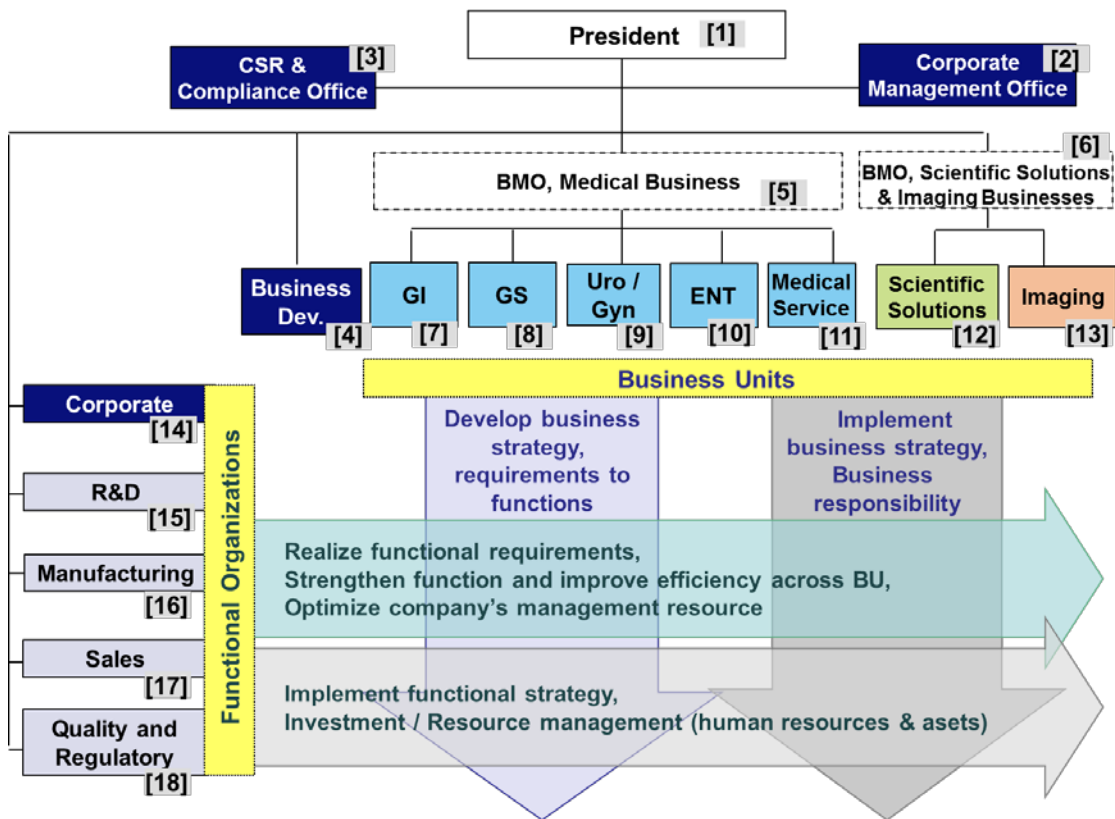 President [1]
CSR & [3]
Compliance Office
Corporate [2]
Management Office
BMO, Medical Business [5]
[6]
BMO, Scientific Solutions
& Imaging Businesses
Business
Dev.
[4]
GI
[7]
GS
[8]
Uro /
Gyn
[9]
ENT
[10]
Medical
Service
[11]
Scientific
Solutions
[12]
Imaging
[13]
Business Units
Develop business
strategy,
requirements to
functions
Implement
business strategy,
Business
responsibility
Corporate
[14]
R&D
[15]
Manufacturing
[16]
Sales
[17]
Quality and
Regulatory
[18]
Functional Organizations
Realize functional requirements,
Strengthen function and improve efficiency across BU,
Optimize company's management resource
Implement functional strategy,
Investment / Resource management (human resources & asets)